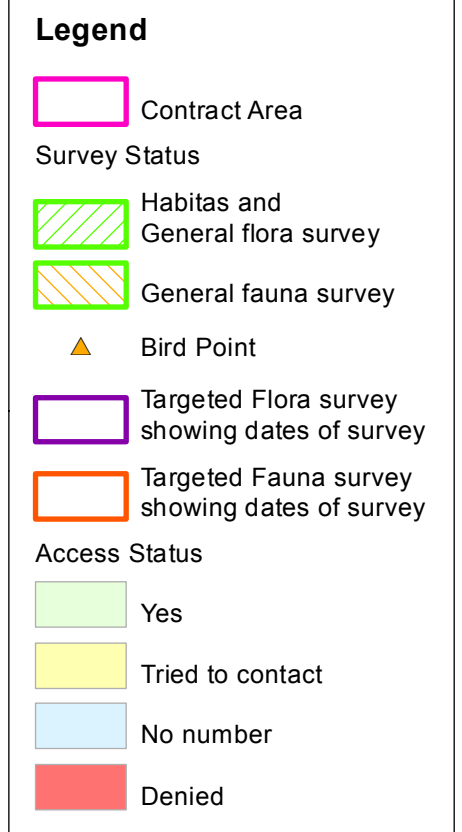 Legend
Contract Area
Survey Status
Habitas and
General flora survey
General fauna survey
Bird Point
Targeted Flora survey
showing dates of survey
Targeted Fauna survey
showing dates of survey
Access Status
Yes
Tried to contact
No number
Denied